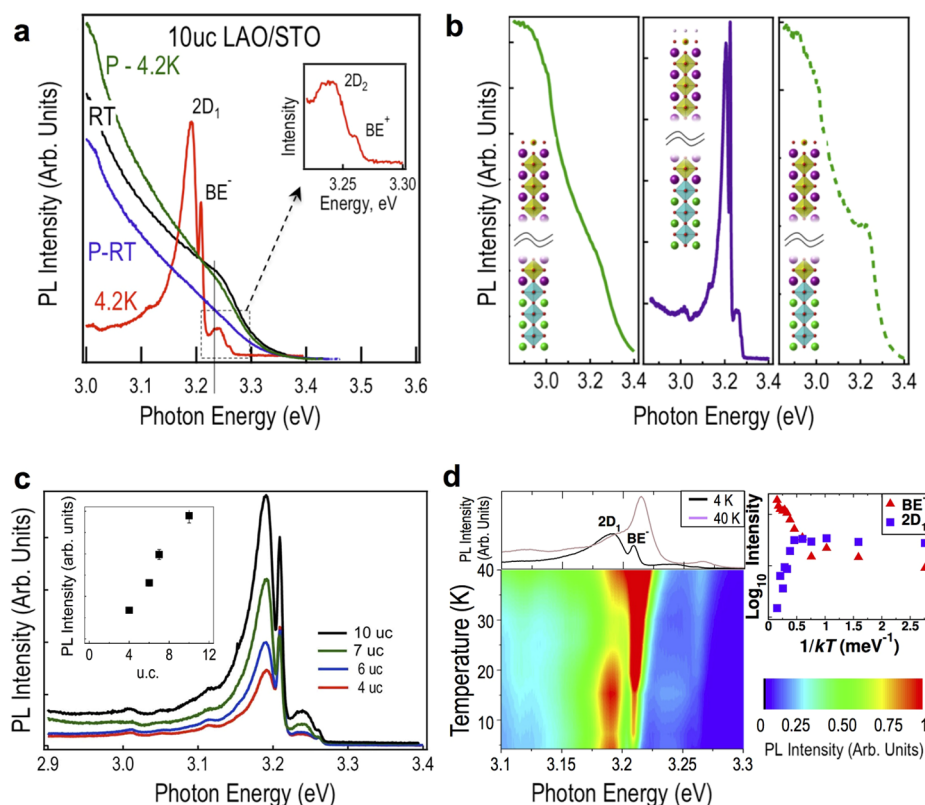 a
10uc LAO/STO
P - 4.2K
RT
P-RT
4.2K
2D₁
BE⁻
2D₂
BE⁺
Intensity
3.25 3.30
Energy, eV
PL Intensity (Arb. Units)
3.0 3.1 3.2 3.3 3.4 3.5 3.6
Photon Energy (eV)
b
PL Intensity (Arb. Units)
3.0 3.2 3.4 3.0 3.2 3.4 3.0 3.2 3.4
Photon Energy (eV)
c
PL Intensity (arb. units)
0 4 8 12
u.c.
10 uc
7 uc
6 uc
4 uc
PL Intensity (Arb. Units)
2.9 3.0 3.1 3.2 3.3 3.4
Photon Energy (eV)
d
PL Intensity
(Arb. Units)
2D₁
BE⁻
4 K
40 K
40
30
20
10
Temperature (K)
3.1 3.15 3.2 3.25 3.3
Photon Energy (eV)
BE⁻
2D₁
Log₁₀ Intensity
0 0.6 1.5 2.4
1/kT (meV⁻¹)
0 0.25 0.50 0.75 1
PL Intensity (Arb. Units)